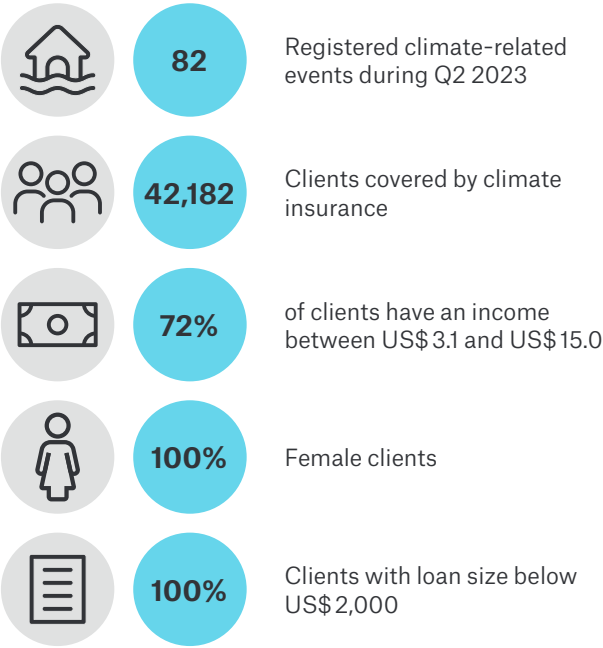 82
Registered climate-related
events during Q2 2023
42,182
Clients covered by climate
insurance
72%
of clients have an income
between US$ 3.1 and US$ 15.0
100%
Female clients
100%
Clients with loan size below
US$ 2,000